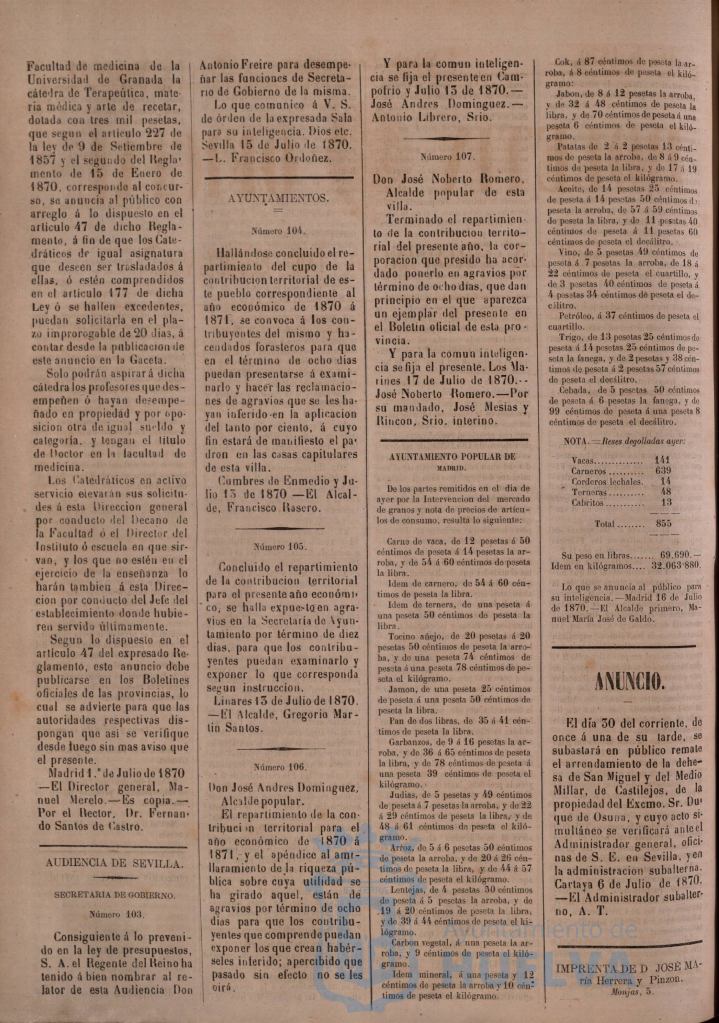 Facultad de medicina de la
Universidad de Granada la
cátedra de Terapeútica, mate-
ria médica y arte de recetar,
dotada con tres mil pesetas,
que segun el artículo 227 de
la ley de 9 de Setiembre de
1857 y el segundo del Regla-
mento de 15 de Enero de
1870, corresponde al concur-
so, se anuncia al público con
arreglo á lo dispuesto en el
artículo 47 de dicho Regla-
mento, á fin de que los Cate-
dráticos de igual asignatura
que deseen ser trasladados á
ellas, ó estén comprendidos
en el artículo 177 de dicha
Ley ó se hallen excedentes,
puedan solicitarla en el pla-
zo improrogable de 20 dias, á
contar desde la publicacion de
este anuncio en la Gaceta.
Solo podrán aspirar á dicha
cátedra los profesores que des-
empeñen ó hayan desempe-
ñado en propiedad y por opo-
sicion otra de igual sueldo y
categoría, y tengan el título
de Doctor en la facultad de
medicina.
Los Catedráticos en activo
servicio elevarán sus solicitu-
des á esta Direccion general
por conducto del Decano de
la Facultad ó el Director del
Instituto ó escuela en que sir-
van, y los que no estén en el
ejercicio de la enseñanza lo
harán tambien á esta Direc-
cion por conducto del Jefe del
establecimiento donde hubie-
ren servido últimamente.
Segun lo dispuesto en el
artículo 47 del expresado Re-
glamento, este anuncio debe
publicarse en los Boletines
oficiales de las provincias, lo
cual se advierte para que las
autoridades respectivas dis-
pongan que asi se verifique
desde luego sin mas aviso que
el presente.
Madrid 1.º de Julio de 1870
—El Director general, Ma-
nuel Merelo.—Es copia.—
Por el Rector, Dr. Fernan-
do Santos de Castro.
AUDIENCIA DE SEVILLA.
SECRETARIA DE GOBIERNO.
Número 103.
Consiguiente á lo preveni-
do en la ley de presupuestos,
S. A. el Regente del Reino ha
tenido á bien nombrar al re-
lator de esta Audiencia Don
Antonio Freire para desempe-
ñar las funciones de Secreta-
rio de Gobierno de la misma.
Lo que comunico á V. S.
de órden de la expresada Sala
para su inteligencia. Dios etc.
Sevilla 15 de Julio de 1870.
—L. Francisco Ordoñez.
AYUNTAMIENTOS.
Número 104.
Hallándose concluido el re-
partimiento del cupo de la
contribucion territorial de es-
te pueblo correspondiente al
año económico de 1870 á
1871, se convoca á los con-
tribuyentes del mismo y ha-
cendados forasteros para que
en el término de ocho dias
puedan presentarse á exami-
narlo y hacer las reclamacio-
nes de agravios que se les ha-
yan inferido en la aplicacion
del tanto por ciento, á cuyo
fin estará de manifiesto el pa-
dron en las casas capitulares
de esta villa.
Cumbres de Enmedio y Ju-
lio 13 de 1870 —El Alcal-
de, Francisco Rasero.
Número 105.
Concluido el repartimiento
de la contribucion territorial
para el presente año económi-
co, se halla expuesto en agra-
vios en la Secretaría de Ayun-
tamiento por término de diez
dias, para que los contribu-
yentes puedan examinarlo y
exponer lo que corresponda
segun instruccion.
Linares 13 de Julio de 1870.
—El Alcalde, Gregorio Mar-
tin Santos.
Número 106.
Don José Andres Dominguez,
Alcalde popular.
El repartimiento de la con-
tribucion territorial para el
año económico de 1870 á
1871, y el apéndice al ami-
llaramiento de la riqueza pú-
blica sobre cuya utilidad se
ha girado aquel, están de
agravios por término de ocho
dias para que los contribu-
yentes que comprende puedan
exponer los que crean habér-
seles inferido; apercibido que
pasado sin efecto no se les
oirá.
Y para la comun inteligen-
cia se fija el presente en Cam-
pofrio y Julio 13 de 1870.—
José Andres Dominguez.—
Antonio Librero, Srio.
Número 107.
Don José Noberto Romero,
Alcalde popular de esta
villa.
Terminado el repartimien-
to de la contribucion territo-
rial del presente año, la cor-
poracion que presido ha acor-
dado ponerlo en agravios por
término de ocho dias, que dan
principio en el que aparezca
un ejemplar del presente en
el Boletin oficial de esta pro-
vincia.
Y para la comun inteligen-
cia se fija el presente. Los Ma-
rines 17 de Julio de 1870.--
José Noberto Romero.—Por
su mandado, José Mesias y
Rincon, Srio. interino.
AYUNTAMIENTO POPULAR DE
MADRID.
De los partes remitidos en el dia de
ayer por la Intervencion del mercado
de granos y nota de precios de artícu-
los de consumo, resulta lo siguiente:
Carne de vaca, de 12 pesetas á 50
céntimos de peseta á 14 pesetas la arro-
ba, y de 54 á 60 céntimos de peseta
la libra.
Idem de carnero, de 54 á 60 cén-
timos de peseta la libra.
Idem de ternera, de una peseta á
una peseta 50 céntimos de peseta la
libra.
Tocino añejo, de 20 pesetas á 20
pesetas 50 céntimos de peseta la arro-
ba, y de una peseta 74 céntimos de
peseta á una peseta 78 céntimos de pe-
seta el kilógramo.
Jamon, de una peseta 25 céntimos
de peseta á una peseta 50 céntimos de
peseta la libra.
Pan de dos libras, de 35 á 41 cén-
timos de peseta.
Garbanzos, de 9 á 16 pesetas la ar-
roba, y de 36 á 65 céntimos de peseta
la libra, y de 78 céntimos de peseta á
una peseta 39 céntimos de peseta el
kilógramo.
Judias, de 5 pesetas y 49 céntimos
de peseta á 7 pesetas la arroba, y de 22
á 29 céntimos de peseta la libra, y de
48 á 61 céntimos de peseta el kiló-
gramo.
Arroz, de 5 á 6 pesetas 50 céntimos
de peseta la arroba, y de 20 á 26 cén-
timos de peseta la libra, y de 44 á 57
céntimos de peseta el kilógramo.
Lentejas, de 4 pesetas 50 céntimos
de peseta á 5 pesetas la arroba, y de
19 á 20 céntimos de peseta la libra,
y de 39 á 44 céntimos de peseta el ki-
lógramo.
Carbon vegetal, á una peseta la ar-
roba, y 9 céntimos de peseta el kiló-
gramo.
Idem mineral, á una peseta y 12
céntimos de peseta la arroba y 10 cén-
timos de peseta el kilógramo.
Cok, á 87 céntimos de peseta la ar-
roba, á 8 céntimos de peseta el kiló-
gramo:
Jabon, de 8 á 12 pesetas la arroba,
y de 32 á 48 céntimos de peseta la
libra, y de 70 céntimos de peseta á una
peseta 6 céntimos de peseta el kiló-
gramo.
Patatas de 2 á 2 pesetas 13 cénti-
mos de peseta la arroba, de 8 á 9 cén-
timos de peseta la libra, y de 17 á 19
céntimos de peseta el kilógramo.
Aceite, de 14 pesetas 25 céntimos
de peseta á 14 pesetas 50 céntimos de
peseta la arroba, de 57 á 59 céntimos
de peseta la libra, y de 11 pesetas 40
céntimos de peseta á 11 pesetas 60
céntimos de peseta el decálitro.
Vino, de 5 pesetas 49 céntimos de
peseta á 7 pesetas la arroba, de 18 á
22 céntimos de peseta el cuartillo, y
de 3 pesetas 40 céntimos de peseta á
4 pesetas 34 céntimos de peseta el de-
cilitro.
Petróleo, á 37 céntimos de peseta el
cuartillo.
Trigo, de 13 pesetas 25 céntimos de
peseta á 14 pesetas 25 céntimos de pe-
seta la fanega, y de 2 pesetas y 38 cén-
timos de peseta á 2 pesetas 57 céntimos
de peseta el decálitro.
Cebada, de 5 pesetas 50 céntimos
de peseta á 6 pesetas la fanega, y de
99 céntimos de peseta á una peseta 8
céntimos de peseta el decálitro.
NOTA.—Reses degolladas ayer:
Vacas............. 141
Carneros .......... 639
Corderos lechales. 14
Terneras .......... 48
Cabritos ........... 13
Total ........ 855
Su peso en libras....... 69.690.—
Idem en kilógramos.... 32.063'880.
Lo que se anuncia al público para
su inteligencia.—Madrid 16 de Julio
de 1870.—El Alcalde primero, Ma-
nuel María José de Galdo.
ANUNCIO.
El dia 30 del corriente, de
once á una de su tarde, se
subastará en público remate
el arrendamiento de la dehe-
sa de San Miguel y del Medio
Millar, de Castilejos, de la
propiedad del Excmo. Sr. Du-
que de Osuna, y cuyo acto si-
multáneo se verificará ante el
Administrador general, ofici-
nas de S. E. en Sevilla, y en
la administracion subalterna.
Cartaya 6 de Julio de 1870.
—El Administrador subalter-
no, A. T.
IMPRENTA DE D JOSÉ MA-
ría Herrera y Pinzon.
Monjas, 5.
Ayuntamiento de
HUELVA